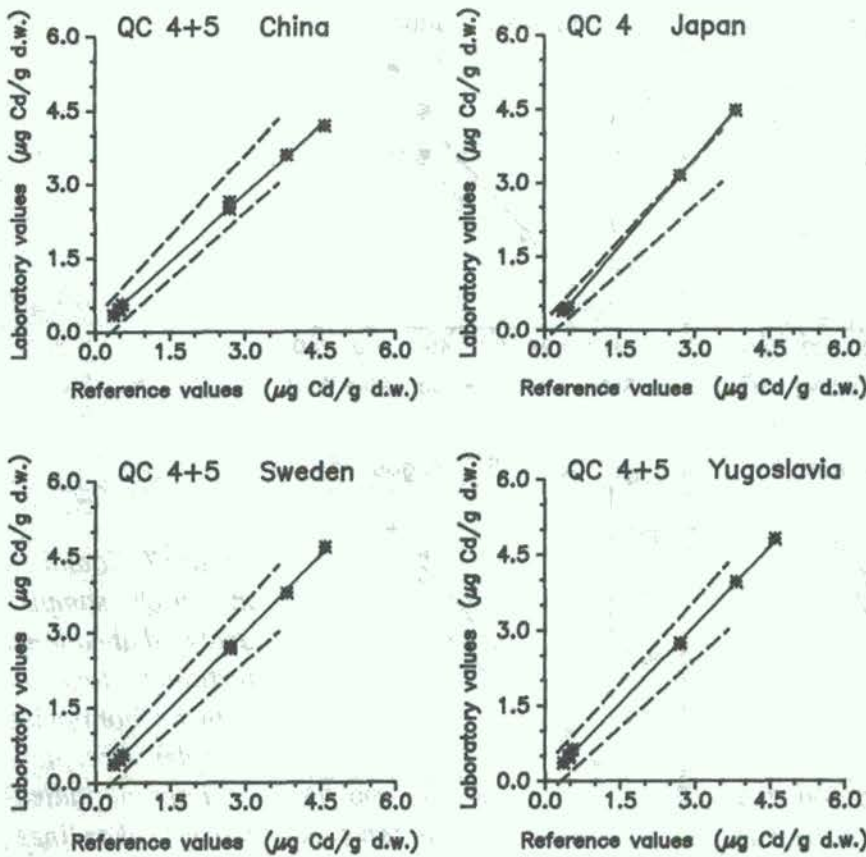 QC 4+5 China
Laboratory values (μg Cd/g d.w.)
6.0
4.5
3.0
1.5
0.0
0.0 1.5 3.0 4.5 6.0
Reference values (μg Cd/g d.w.)
QC 4 Japan
Laboratory values (μg Cd/g d.w.)
6.0
4.5
3.0
1.5
0.0
0.0 1.5 3.0 4.5 6.0
Reference values (μg Cd/g d.w.)
QC 4+5 Sweden
Laboratory values (μg Cd/g d.w.)
6.0
4.5
3.0
1.5
0.0
0.0 1.5 3.0 4.5 6.0
Reference values (μg Cd/g d.w.)
QC 4+5 Yugoslavia
Laboratory values (μg Cd/g d.w.)
6.0
4.5
3.0
1.5
0.0
0.0 1.5 3.0 4.5 6.0
Reference values (μg Cd/g d.w.)